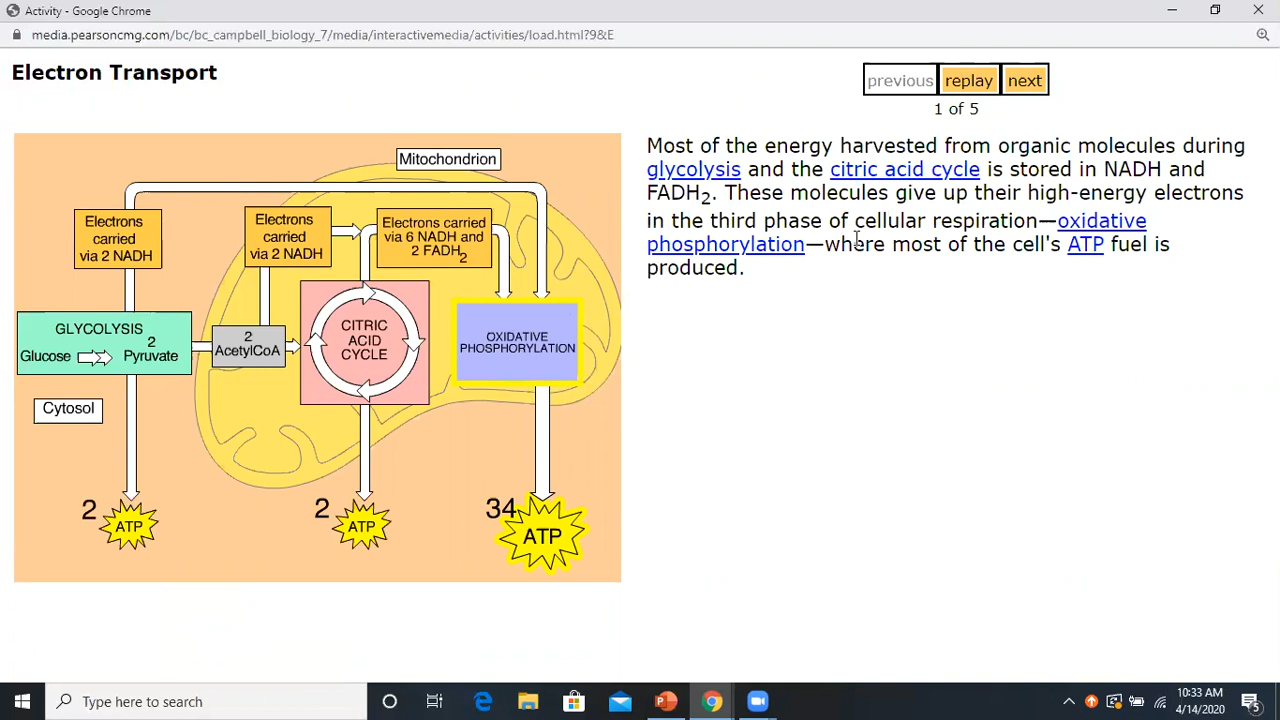 Activity - Google Chrome
media.pearsoncmg.com/bc/bc_campbell_biology_7/media/interactivemedia/activities/load.html?9&E
Electron Transport
previous replay next
1 of 5
Most of the energy harvested from organic molecules during
glycolysis and the citric acid cycle is stored in NADH and
FADH2. These molecules give up their high-energy electrons
in the third phase of cellular respiration—oxidative
phosphorylation—where most of the cell's ATP fuel is
produced.
Mitochondrion
Electrons
carried
via 2 NADH
Electrons
carried
via 2 NADH
Electrons carried
via 6 NADH and
2 FADH2
GLYCOLYSIS
2
Glucose Pyruvate
2
AcetylCoA
CITRIC
ACID
CYCLE
OXIDATIVE
PHOSPHORYLATION
Cytosol
2 ATP
2 ATP
34 ATP
Type here to search
10:33 AM
4/14/2020
5